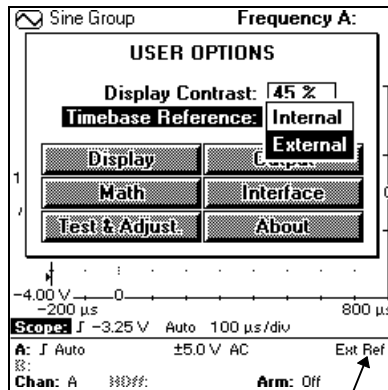 Sine Group Frequency A:
USER OPTIONS
Display Contrast: 45 %
Timebase Reference: Internal
External
Display
Math Interface
Test & Adjust. About
1
-4.00 V 0
-200 µs 800 µs
Scope: ∫ -3.25 V Auto 100 µs/div
A: ∫ Auto ±5.0 V AC Ext Ref
B:
Chan: A Arm: Off